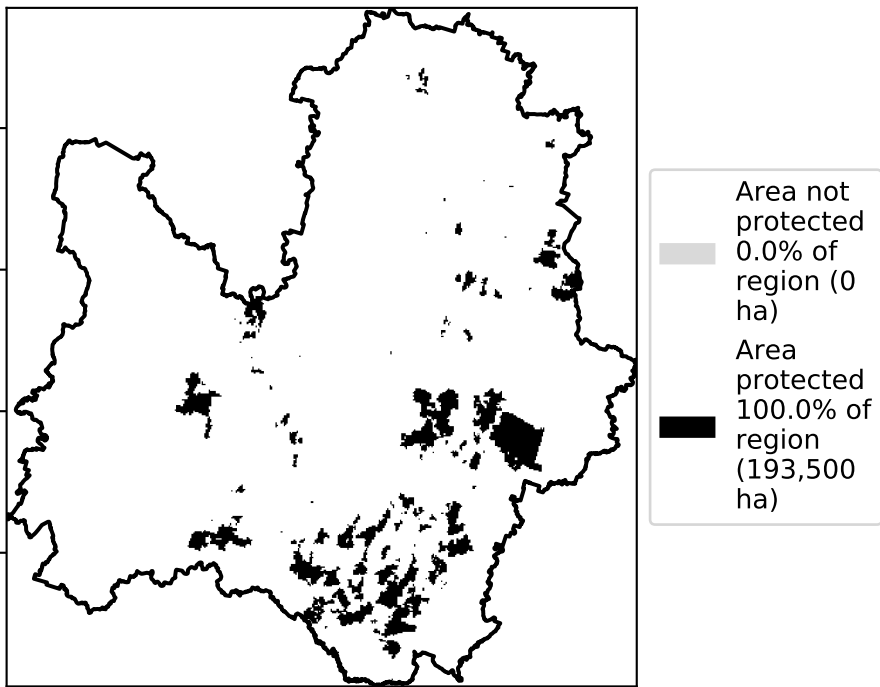 Area not
protected
0.0% of
region (0
ha)
Area
protected
100.0% of
region
(193,500
ha)